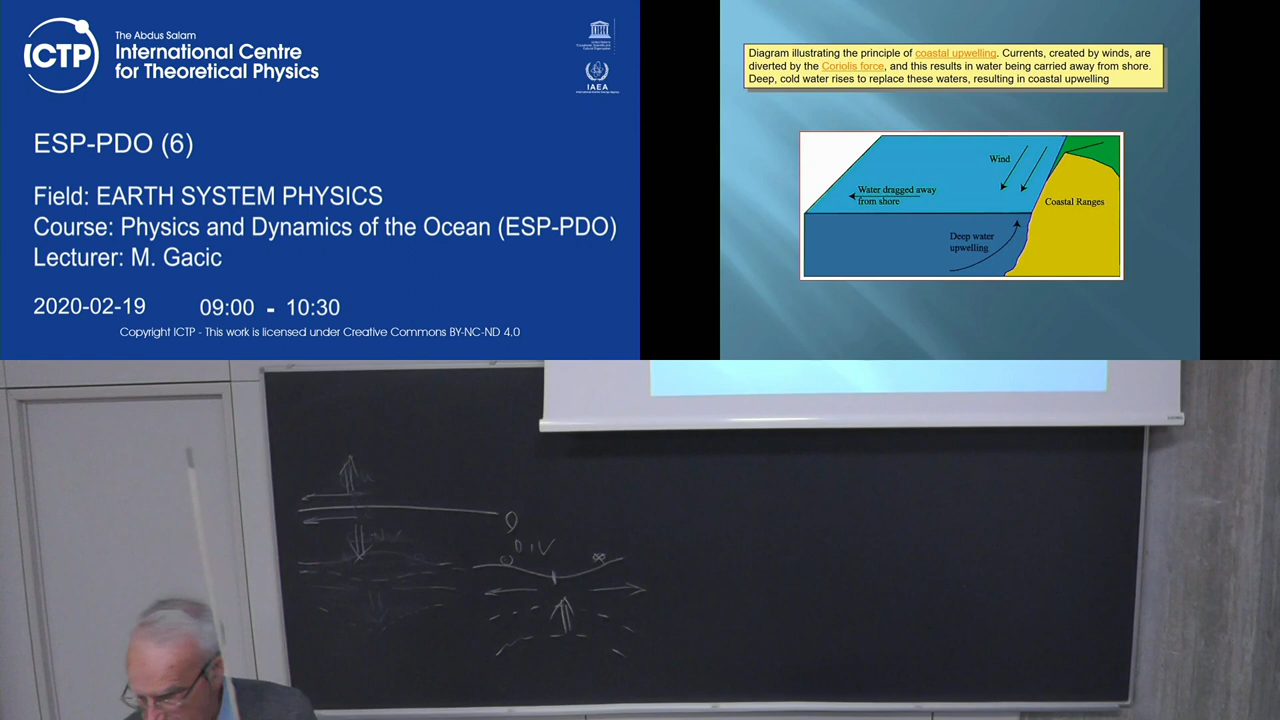 The Abdus Salam
ICTP
International Centre
for Theoretical Physics
IAEA
ESP-PDO (6)
Field: EARTH SYSTEM PHYSICS
Course: Physics and Dynamics of the Ocean (ESP-PDO)
Lecturer: M. Gacic
2020-02-19 09:00 - 10:30
Copyright ICTP - This work is licensed under Creative Commons BY-NC-ND 4.0
Diagram illustrating the principle of coastal upwelling. Currents, created by winds, are
diverted by the Coriolis force, and this results in water being carried away from shore.
Deep, cold water rises to replace these waters, resulting in coastal upwelling
Wind
Water dragged away
from shore
Coastal Ranges
Deep water
upwelling
DIV